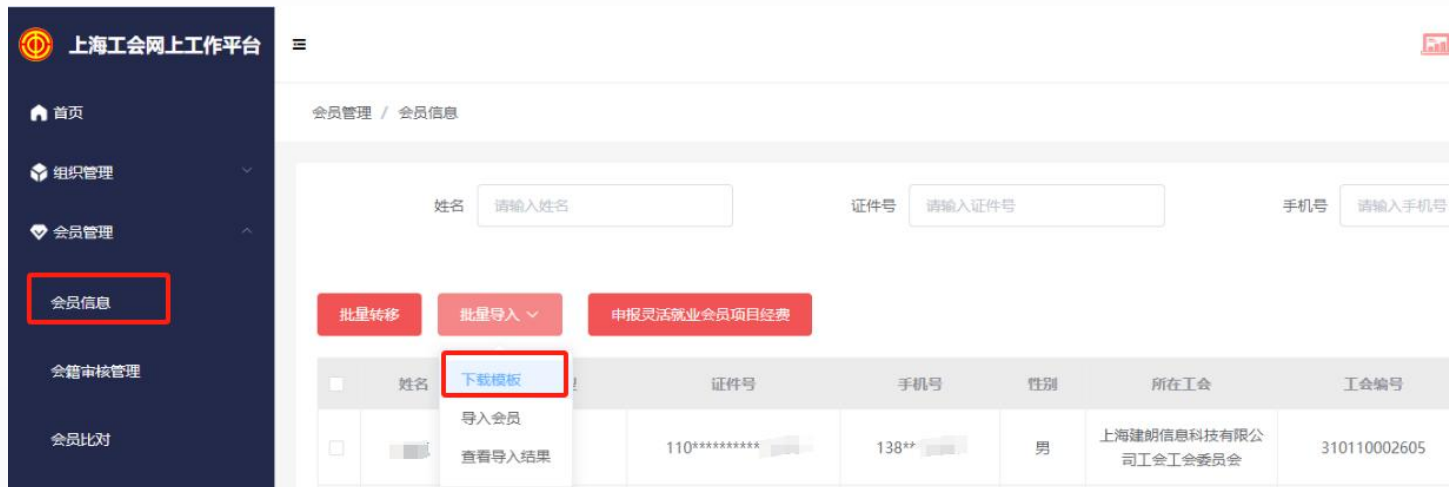 上海工会网上工作平台
首页
会员管理 / 会员信息
组织管理
姓名 请输入姓名 证件号 请输入证件号 手机号 请输入手机号
会员管理
会员信息
批量转移 批量导入 申报灵活就业会员项目经费
会籍审核管理
姓名 证件号 手机号 性别 所在工会 工会编号
下载模板
导入会员
查看导入结果
会员比对
110********** 138** 男 上海建朗信息科技有限公 310110002605
司工会工会委员会